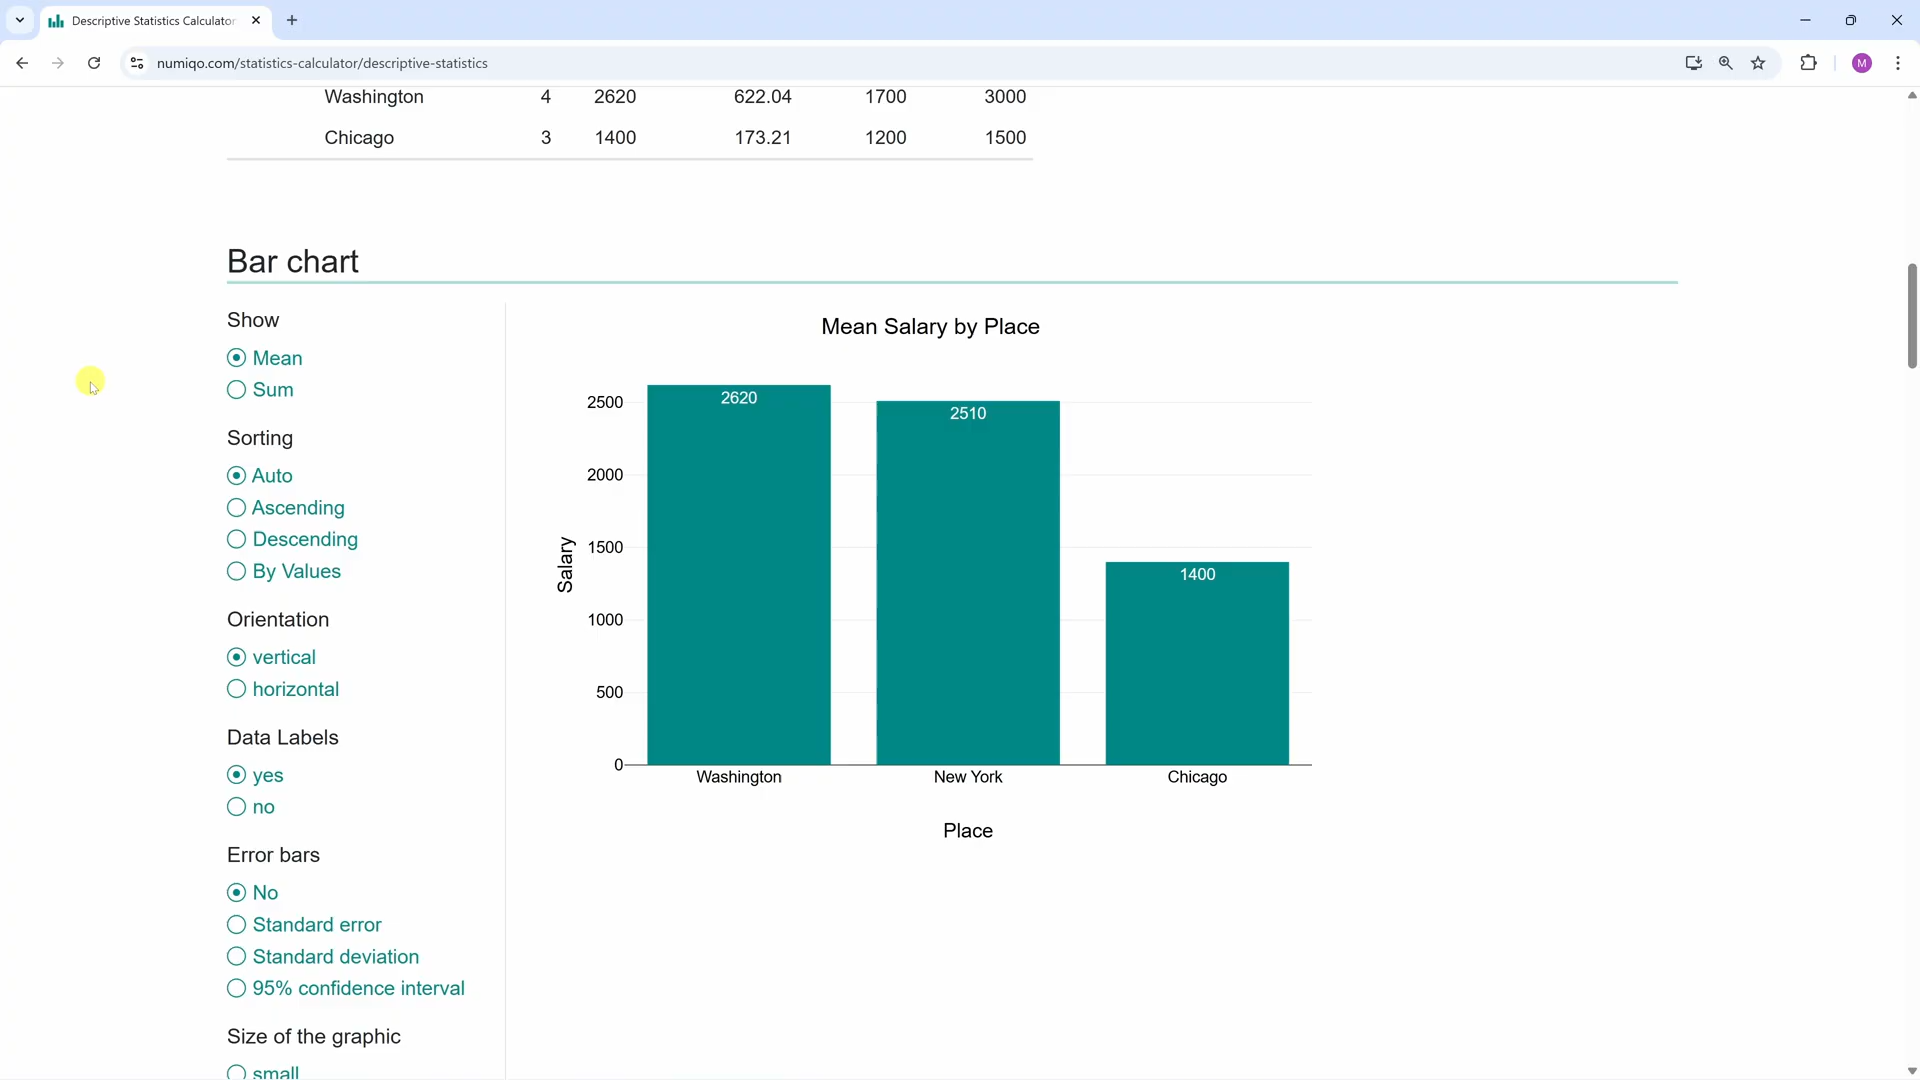 Descriptive Statistics Calculator
numiqo.com/statistics-calculator/descriptive-statistics
M
Washington 4 2620 622.04 1700 3000
Chicago 3 1400 173.21 1200 1500
Bar chart
Show
Mean
Sum
Sorting
Auto
Ascending
Descending
By Values
Orientation
vertical
horizontal
Data Labels
yes
no
Error bars
No
Standard error
Standard deviation
95% confidence interval
Size of the graphic
small
Mean Salary by Place
2500
2000
1500
1000
500
0
Salary
2620
2510
1400
Washington
New York
Chicago
Place